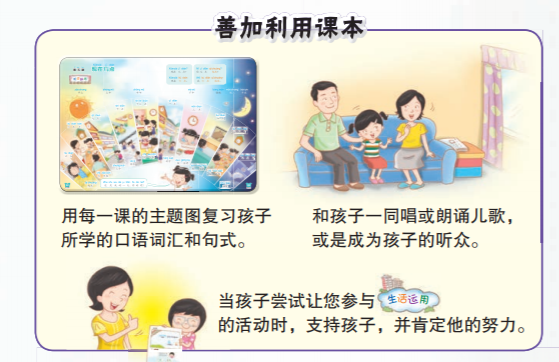 善加利用课本
用每一课的主题图复习孩子
所学的口语词汇和句式。
和孩子一同唱或朗诵儿歌，
或是成为孩子的听众。
当孩子尝试让您参与 生活运用
的活动时，支持孩子，并肯定他的努力。